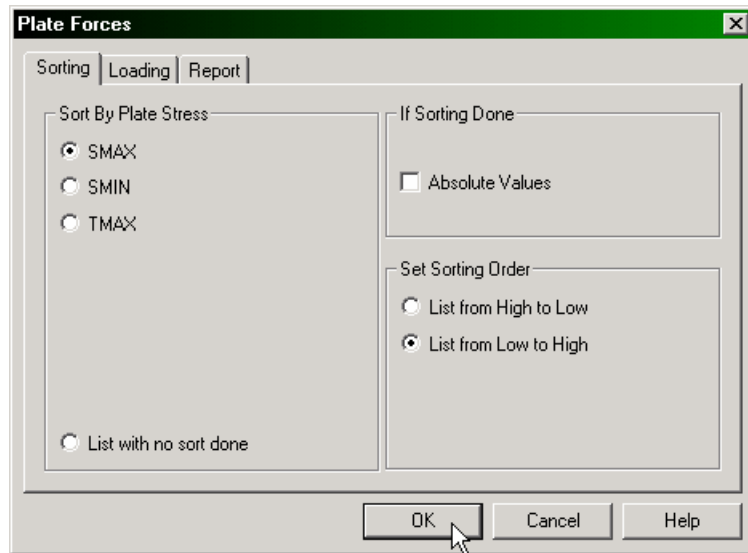 Plate Forces
Sorting
Loading
Report
Sort By Plate Stress
SMAX
SMIN
TMAX
List with no sort done
If Sorting Done
Absolute Values
Set Sorting Order
List from High to Low
List from Low to High
OK
Cancel
Help